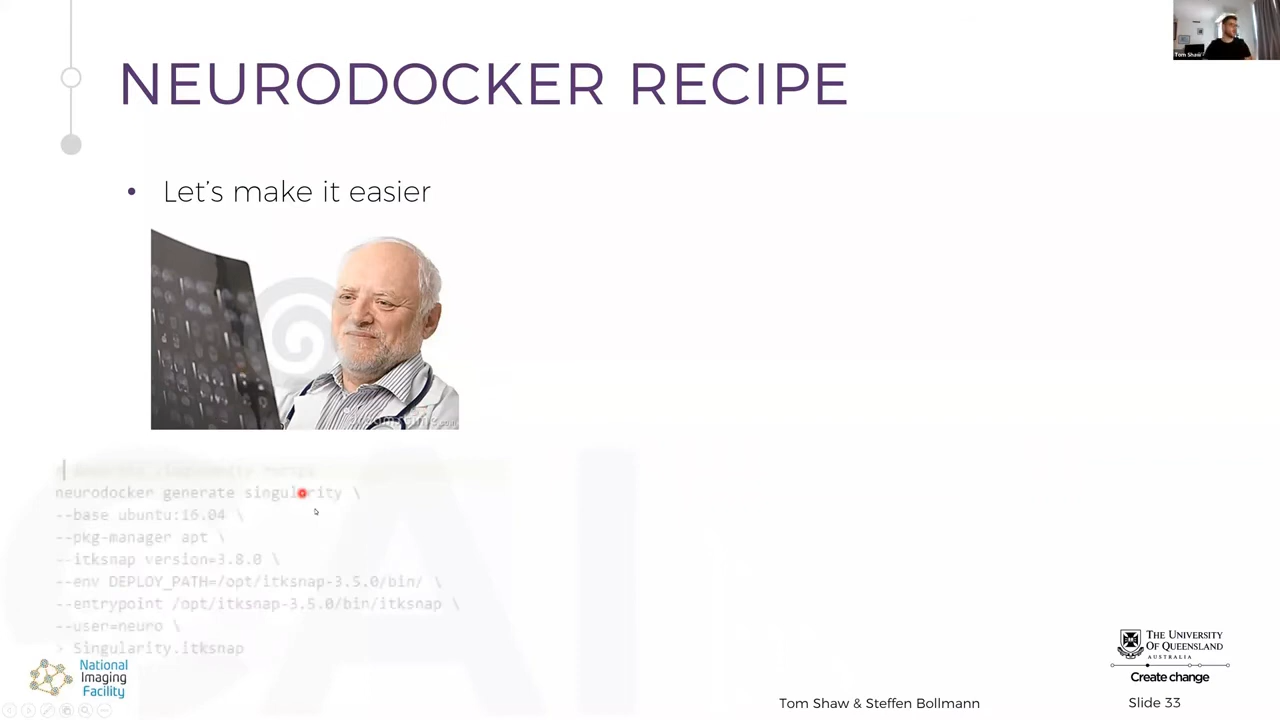 Tom Shaw
NEURODOCKER RECIPE
• Let's make it easier
neurodocker generate singularity \
--base ubuntu:16.04 \
--pkg-manager apt \
--itksnap version=3.8.0 \
--env DEPLOY_PATH=/opt/itksnap-3.5.0/bin/ \
--entrypoint /opt/itksnap-3.5.0/bin/itksnap \
--user=neuro \
> Singularity.itksnap
National
Imaging
Facility
THE UNIVERSITY
OF QUEENSLAND
AUSTRALIA
Create change
Tom Shaw & Steffen Bollmann
Slide 33